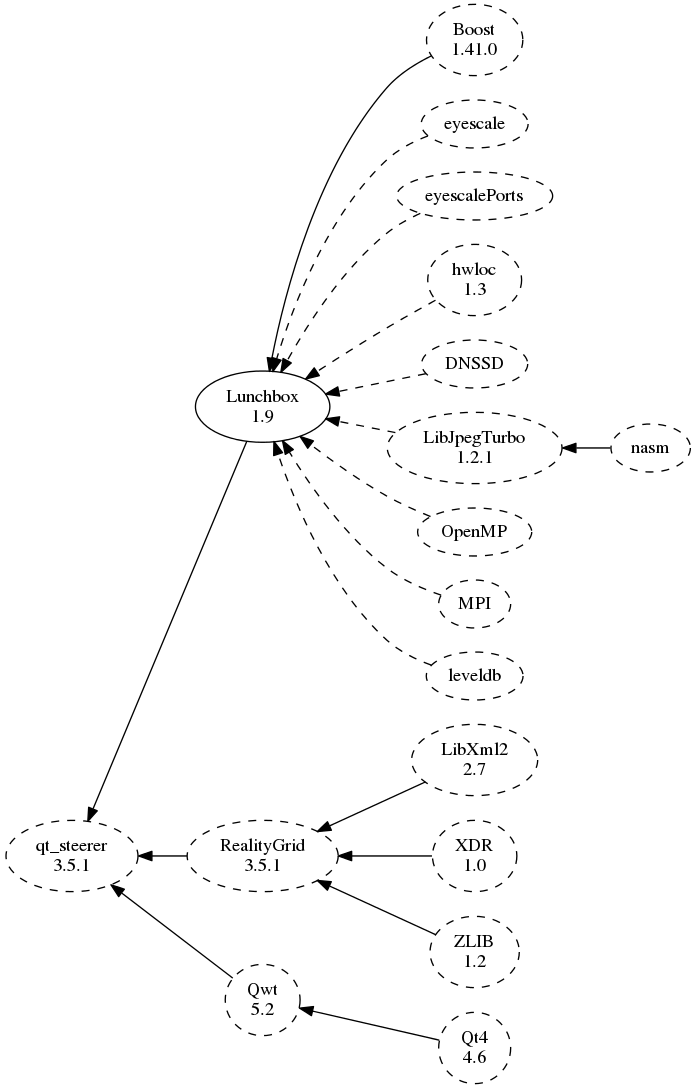 Boost
1.41.0
eyescale
eyescalePorts
hwloc
1.3
DNSSD
Lunchbox
1.9
LibJpegTurbo
1.2.1
nasm
OpenMP
MPI
leveldb
LibXml2
2.7
qt_steerer
3.5.1
RealityGrid
3.5.1
XDR
1.0
ZLIB
1.2
Qwt
5.2
Qt4
4.6